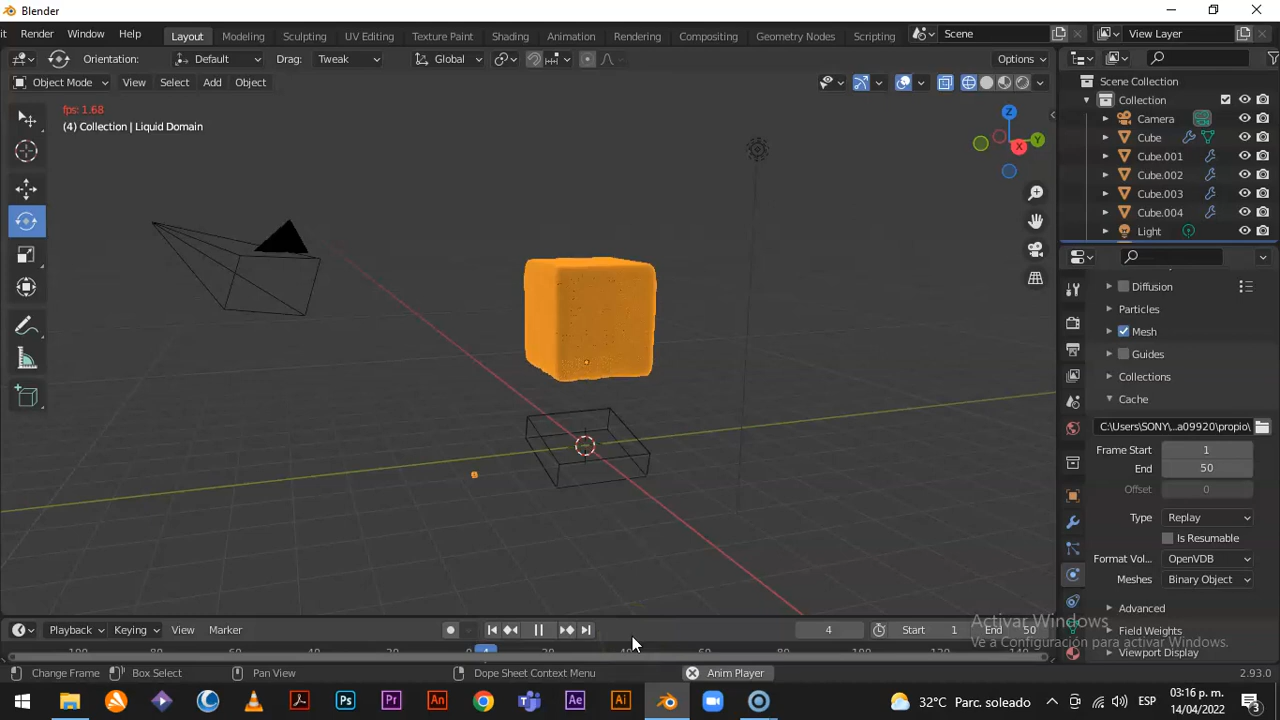 Blender
Render Window Help Layout Modeling Sculpting UV Editing Texture Paint Shading Animation Rendering Compositing Geometry Nodes Scripting Scene View Layer
Orientation: Default Drag: Tweak Global Options
Object Mode View Select Add Object
fps: 1.68
(4) Collection | Liquid Domain
Z
Y
X
Scene Collection
Collection
Camera
Cube
Cube.001
Cube.002
Cube.003
Cube.004
Light
Diffusion
Particles
Mesh
Guides
Collections
Cache
C:\Users\SONY\...a09920\propio\
Frame Start 1
End 50
Offset 0
Type Replay
Is Resumable
Format Vol... OpenVDB
Meshes Binary Object
Advanced
Field Weights
Viewport Display
Activar Windows
Ve a Configuración para activar Windows.
Playback Keying View Marker 4 Start 1 End 50
Change Frame Box Select Pan View Dope Sheet Context Menu Anim Player 2.93.0
Ps Pr An Ae Ai 32°C Parc. soleado ESP 03:16 p. m.
14/04/2022
3